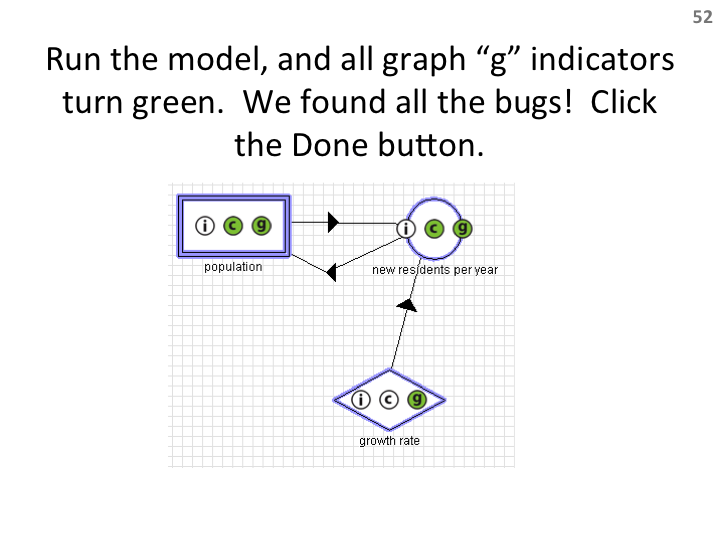 52
Run the model, and all graph “g” indicators
turn green.  We found all the bugs!  Click
the Done button.
i c g
i c g
population
new residents per year
i c g
growth rate